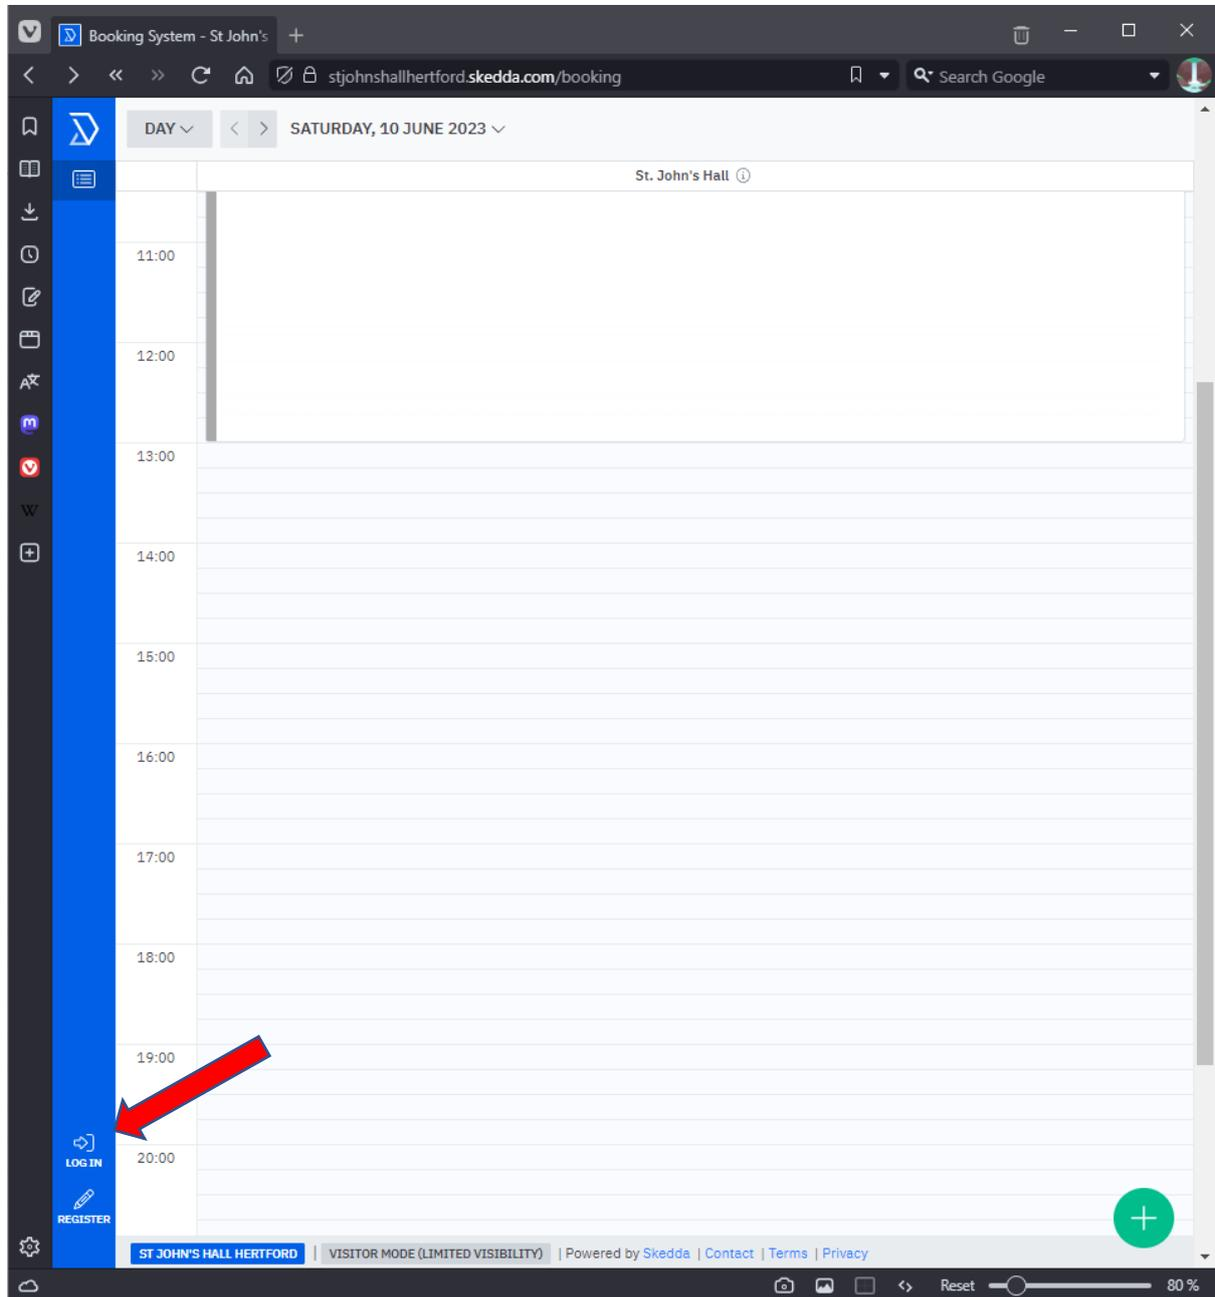 Booking System - St John's
stjohnshallhertford.skedda.com/booking
Search Google
DAY
SATURDAY, 10 JUNE 2023
St. John's Hall
11:00
12:00
13:00
14:00
15:00
16:00
17:00
18:00
19:00
20:00
LOG IN
REGISTER
ST JOHN'S HALL HERTFORD | VISITOR MODE (LIMITED VISIBILITY) | Powered by Skedda | Contact | Terms | Privacy
Reset 80 %